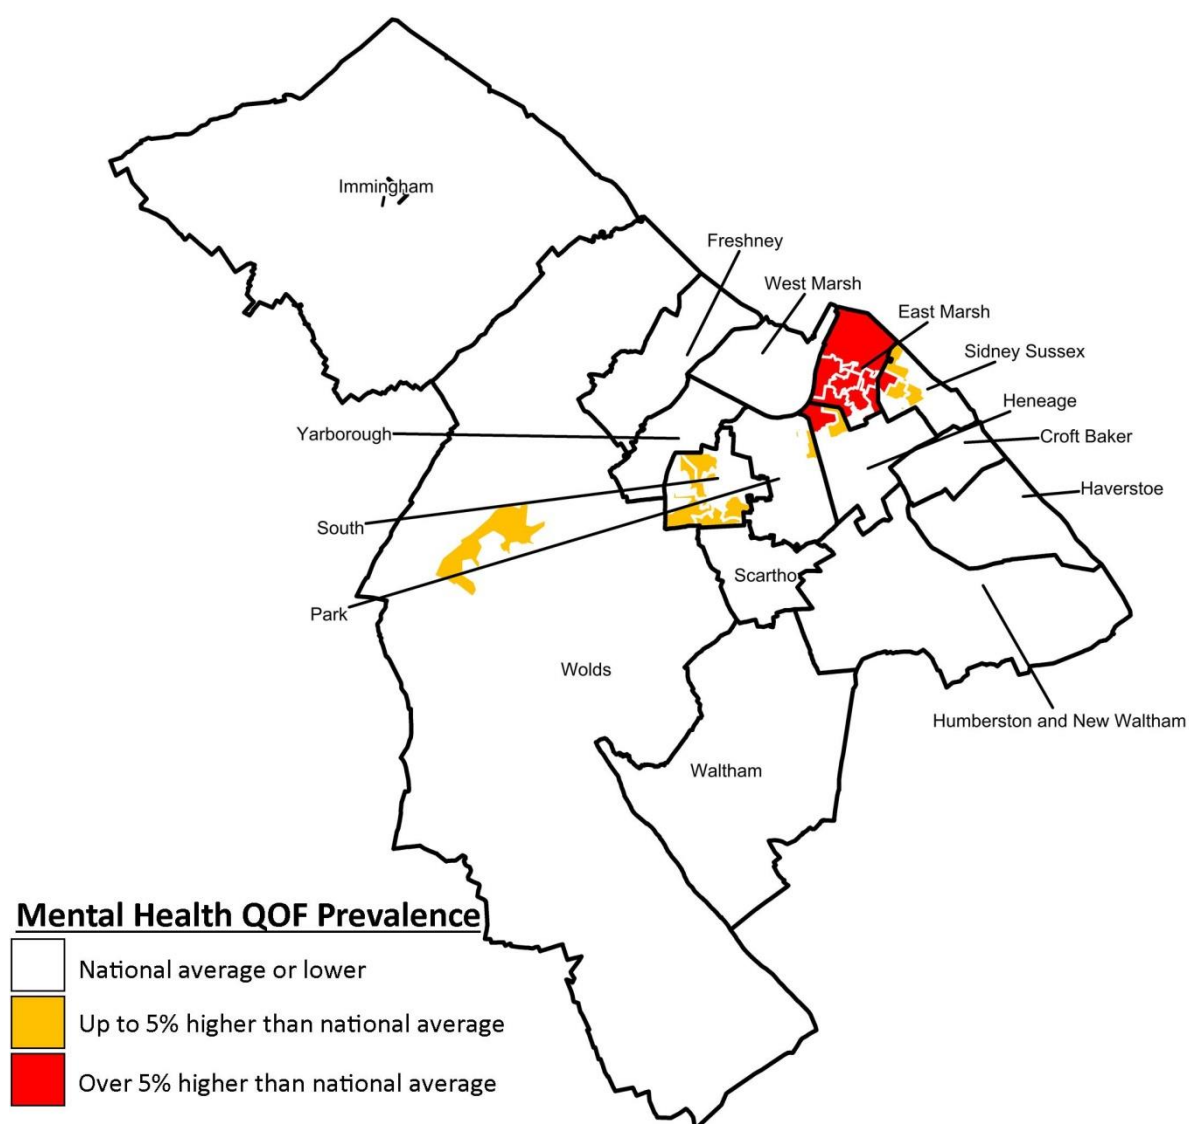 Immingham
Freshney
West Marsh
East Marsh
Sidney Sussex
Heneage
Yarborough
Croft Baker
Haverstoe
South
Scartho
Park
Wolds
Humberston and New Waltham
Waltham
Mental Health QOF Prevalence
National average or lower
Up to 5% higher than national average
Over 5% higher than national average